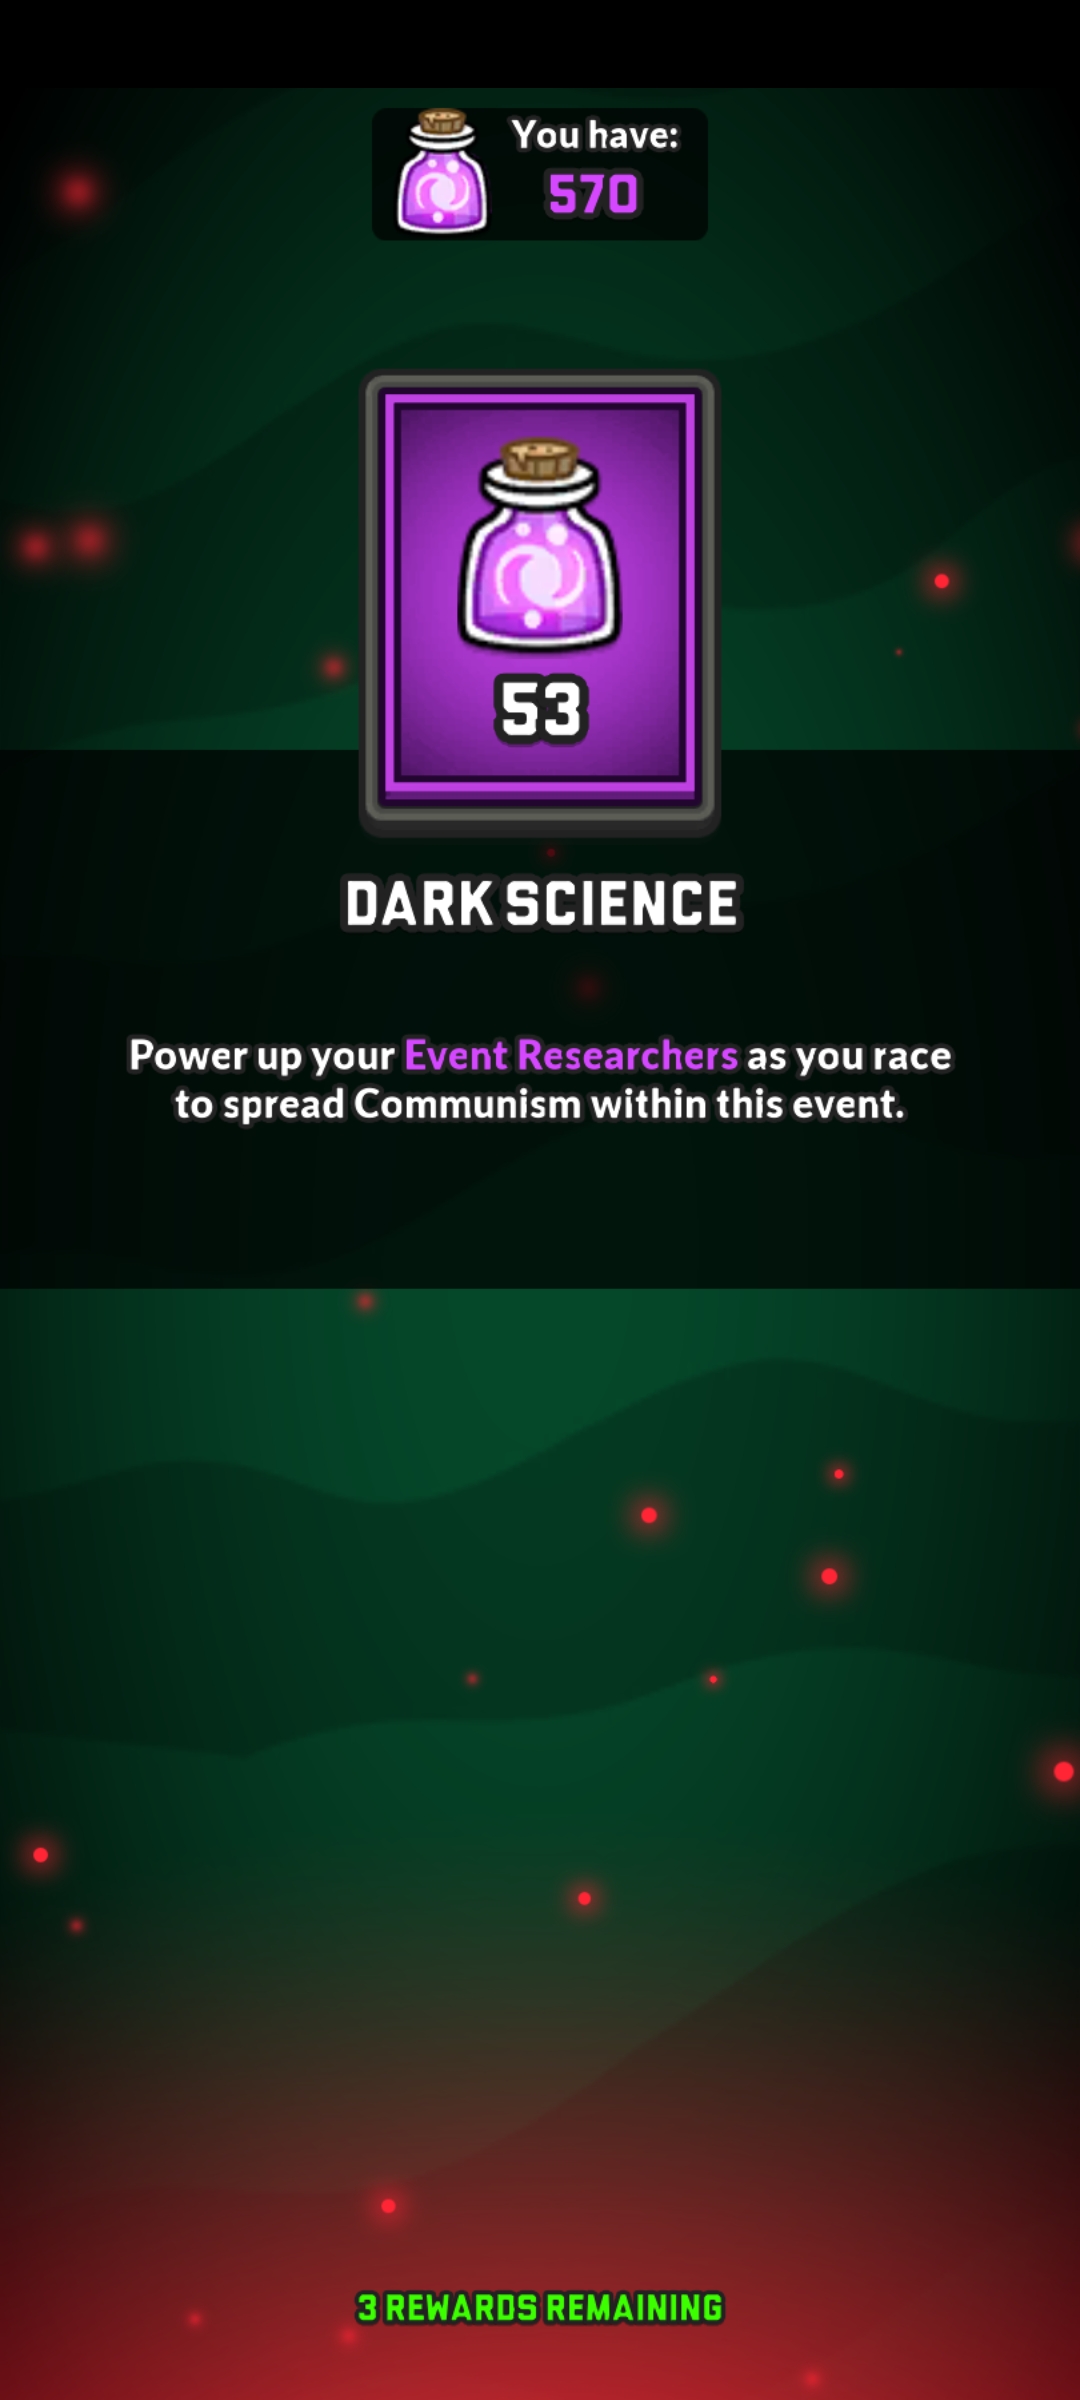 You have:
570
53
DARK SCIENCE
Power up your Event Researchers as you race
to spread Communism within this event.
3 REWARDS REMAINING